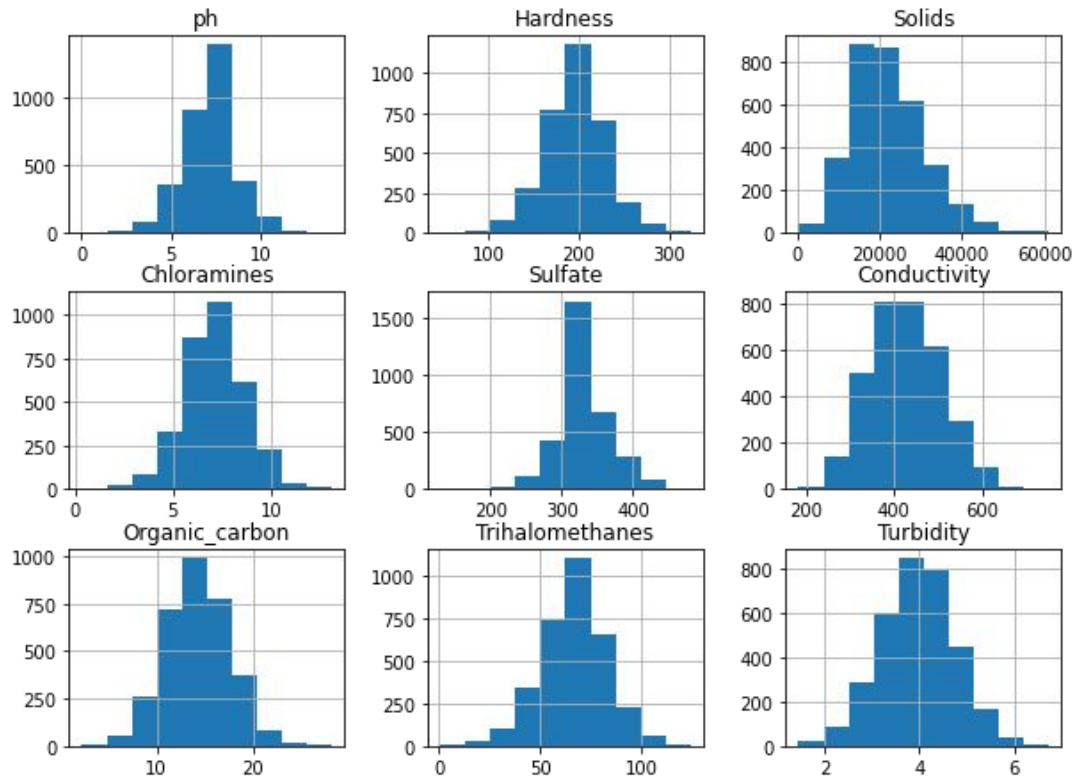 ph
1000
500
0
0 5 10
Hardness
1000
750
500
250
0
100 200 300
Solids
800
600
400
200
0
0 20000 40000 60000
Chloramines
1000
750
500
250
0
0 5 10
Sulfate
1500
1000
500
0
200 300 400
Conductivity
800
600
400
200
0
200 400 600
Organic_carbon
1000
750
500
250
0
10 20
Trihalomethanes
1000
750
500
250
0
0 50 100
Turbidity
800
600
400
200
0
2 4 6